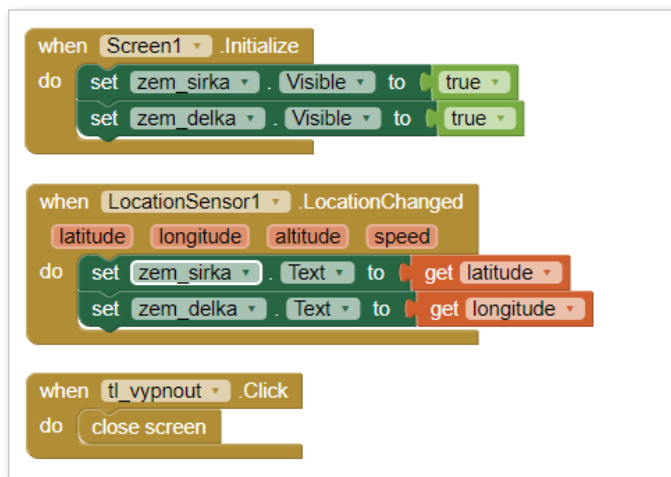 when Screen1 .Initialize
do set zem_sirka . Visible to true
set zem_delka . Visible to true
when LocationSensor1 .LocationChanged
latitude longitude altitude speed
do set zem_sirka . Text to get latitude
set zem_delka . Text to get longitude
when tl_vypnout .Click
do close screen